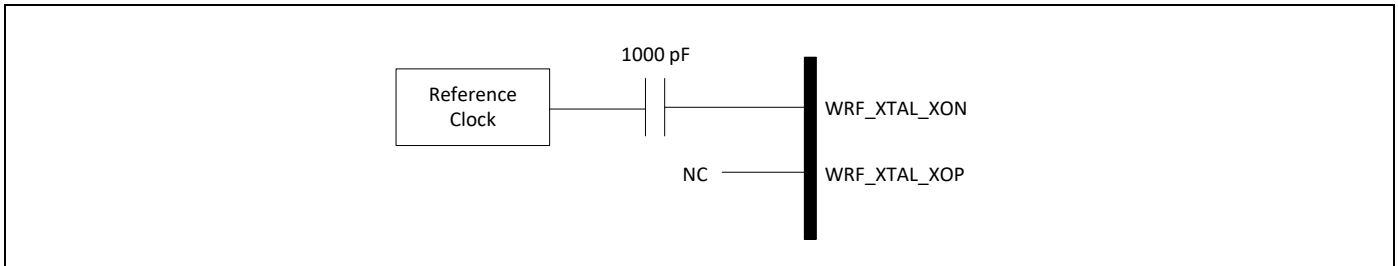 1000 pF
Reference
Clock
WRF_XTAL_XON
NC
WRF_XTAL_XOP